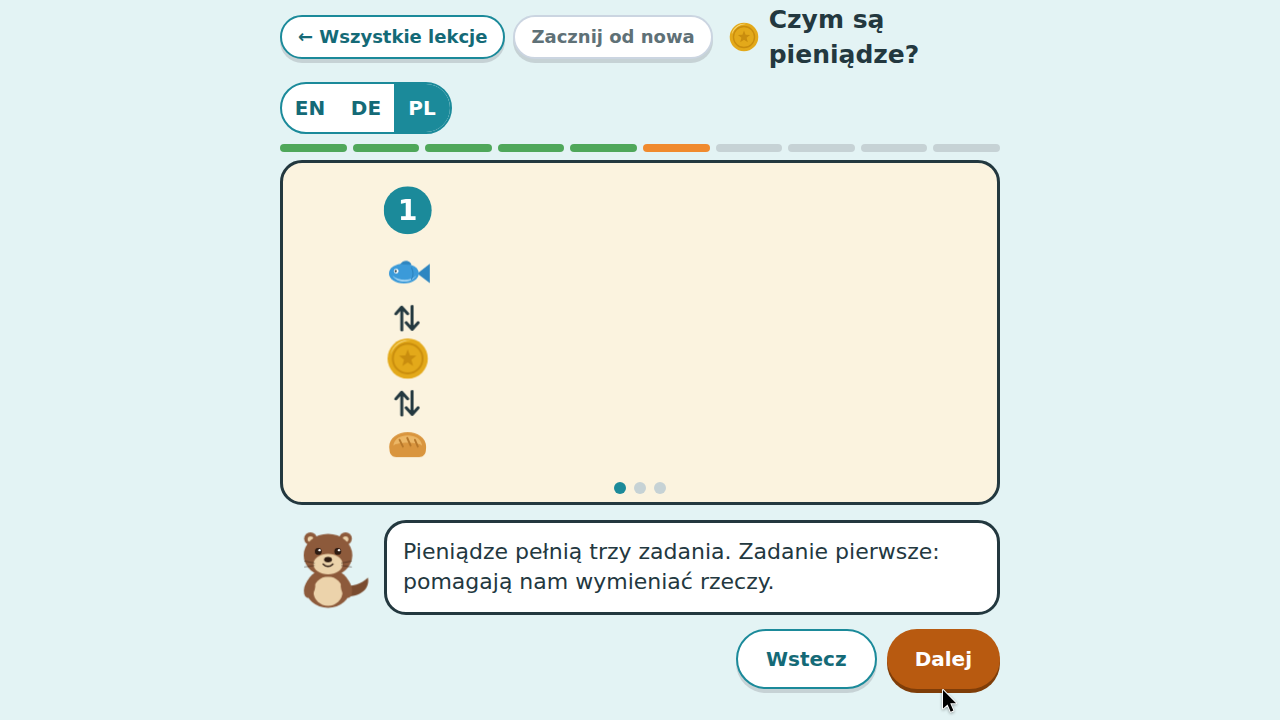 ← Wszystkie lekcje
Zacznij od nowa
Czym są
pieniądze?
EN DE PL
1
Pieniądze pełnią trzy zadania. Zadanie pierwsze:
pomagają nam wymieniać rzeczy.
Wstecz
Dalej